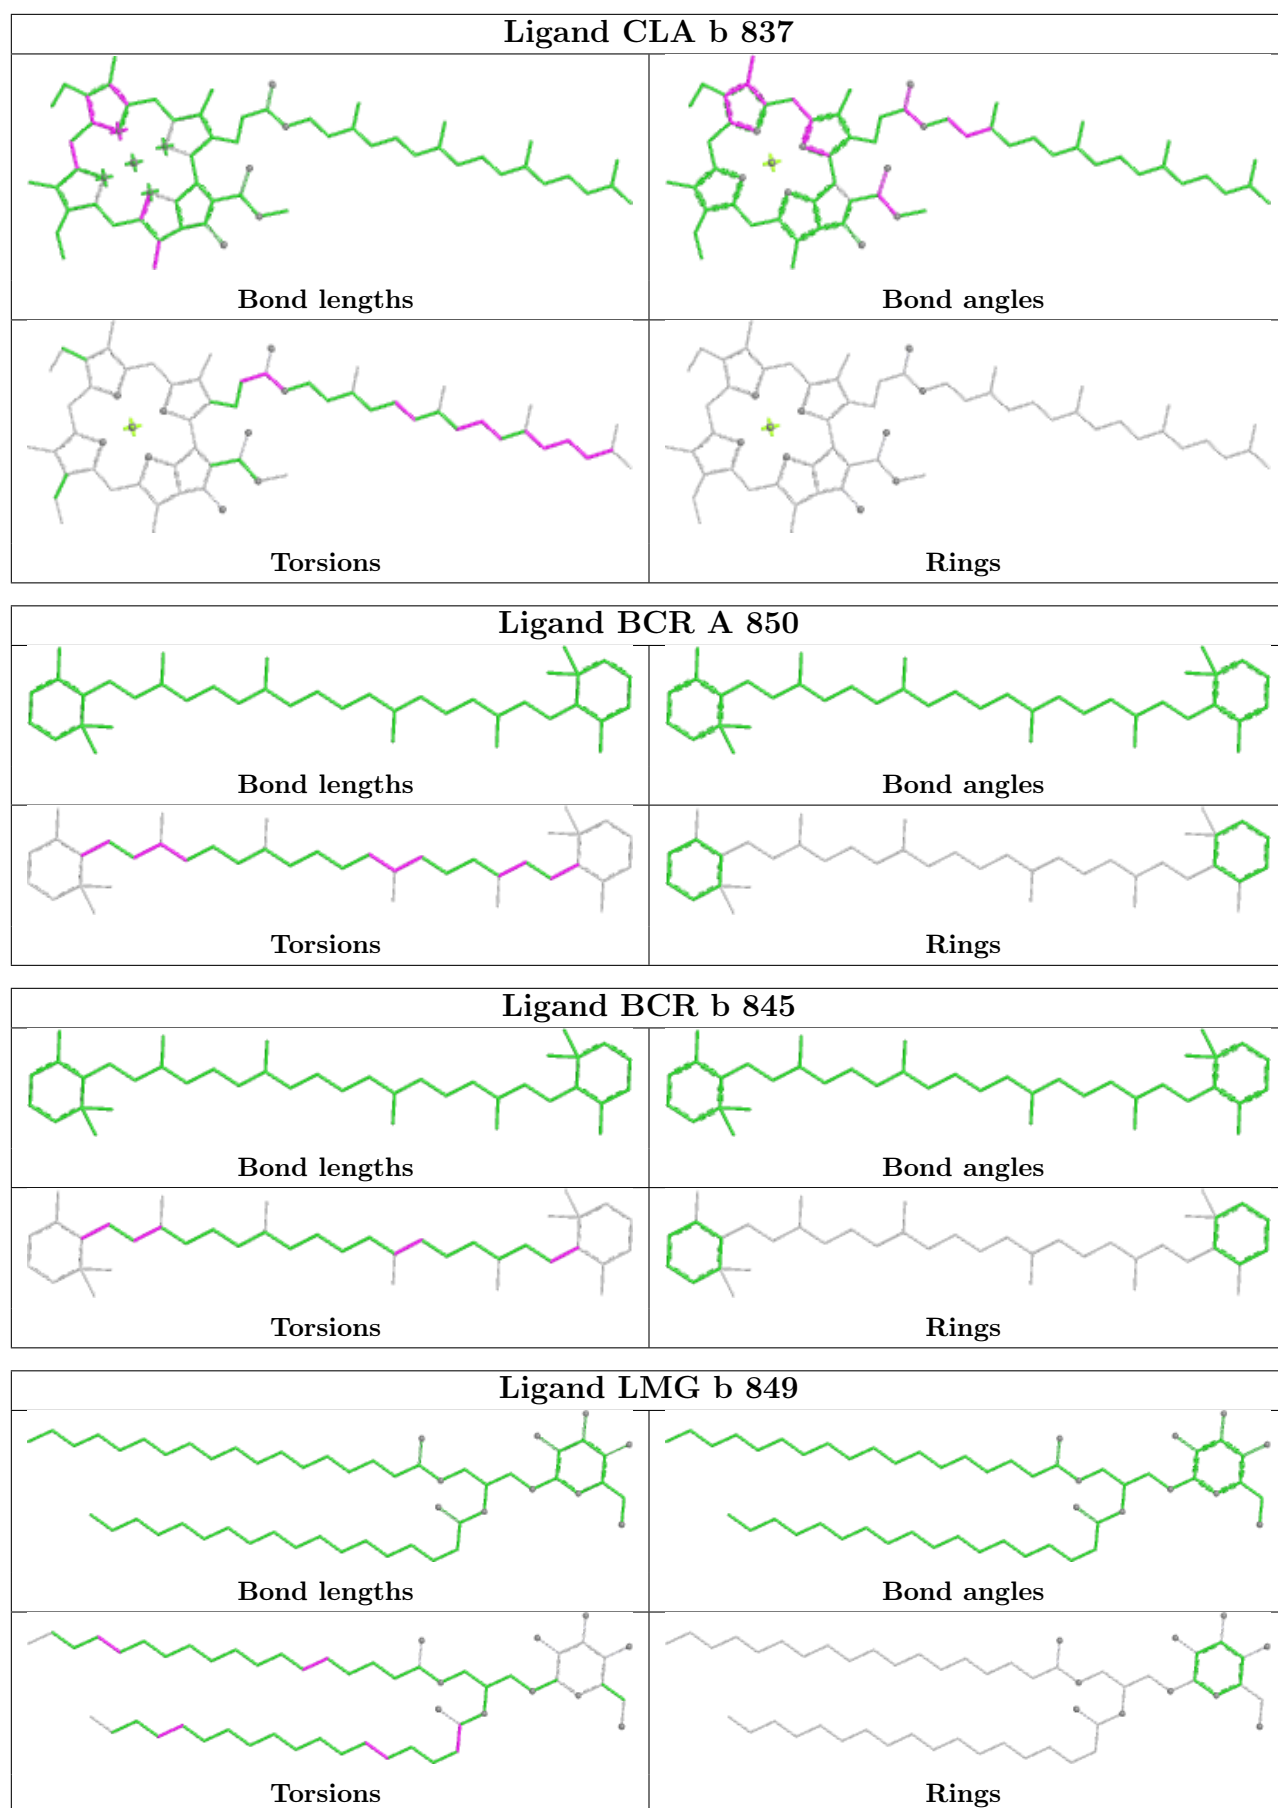 Ligand CLA b 837
Bond lengths
Bond angles
Torsions
Rings
Ligand BCR A 850
Bond lengths
Bond angles
Torsions
Rings
Ligand BCR b 845
Bond lengths
Bond angles
Torsions
Rings
Ligand LMG b 849
Bond lengths
Bond angles
Torsions
Rings